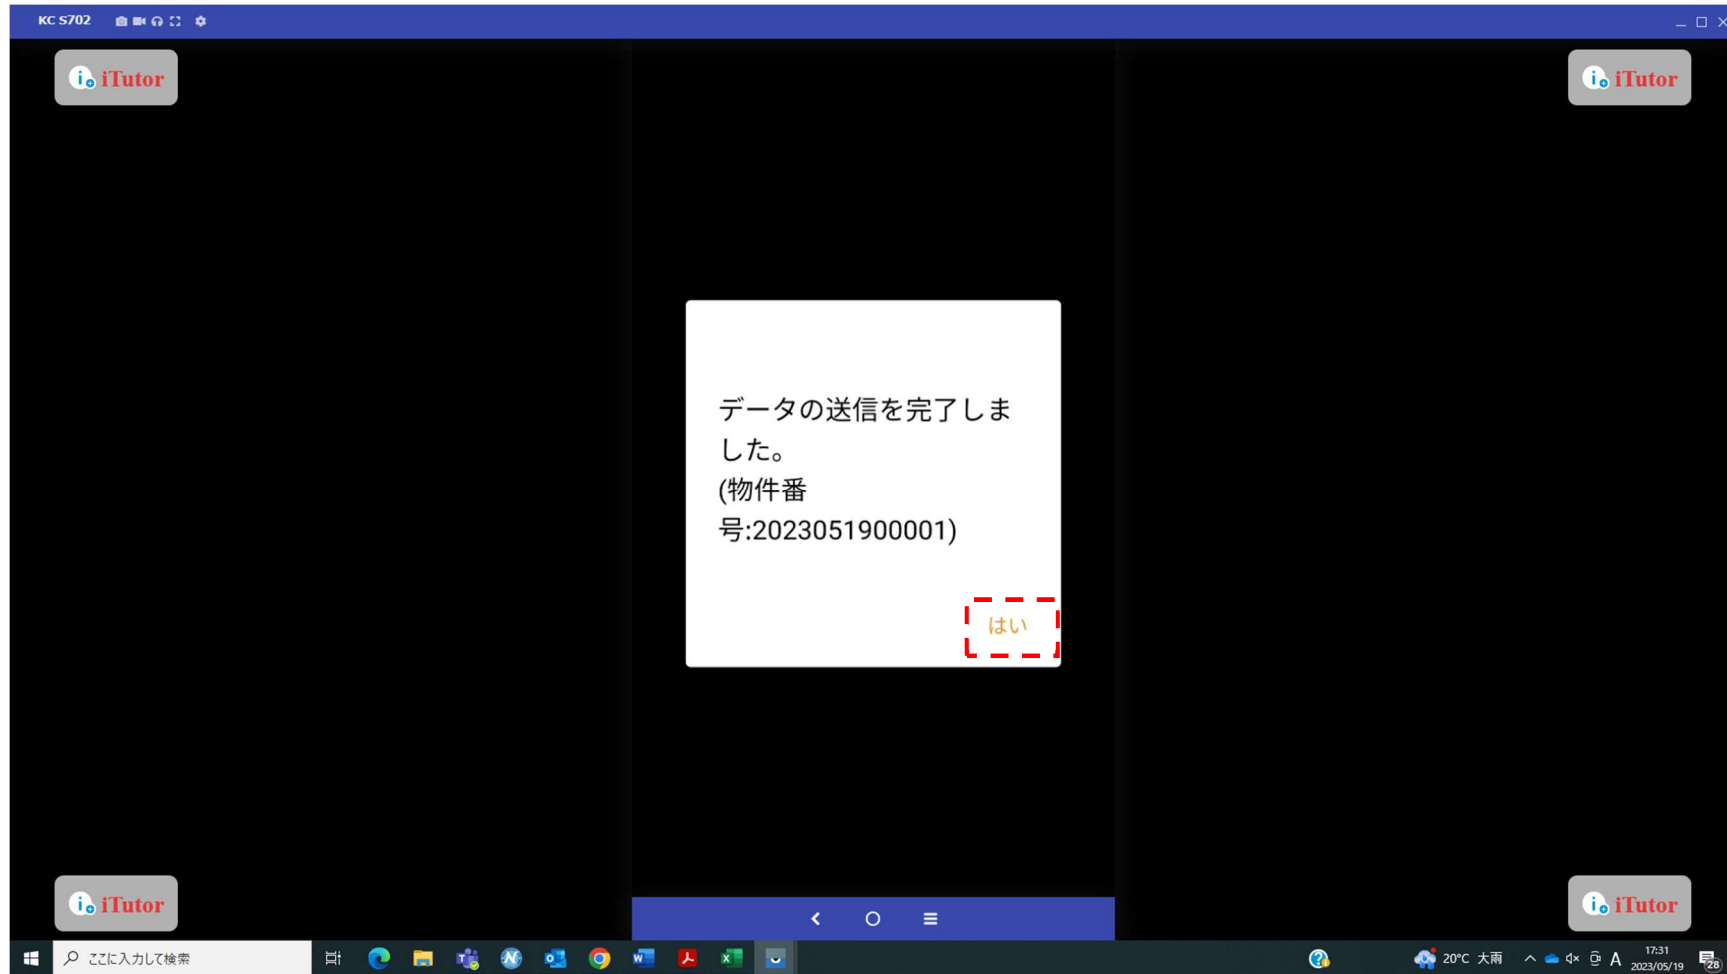 KC S702
iTutor
iTutor
データの送信を完了しま
した。
(物件番
号:2023051900001)
はい
iTutor
iTutor
ここに入力して検索
20°C 大雨
A
17:31
2023/05/19
28